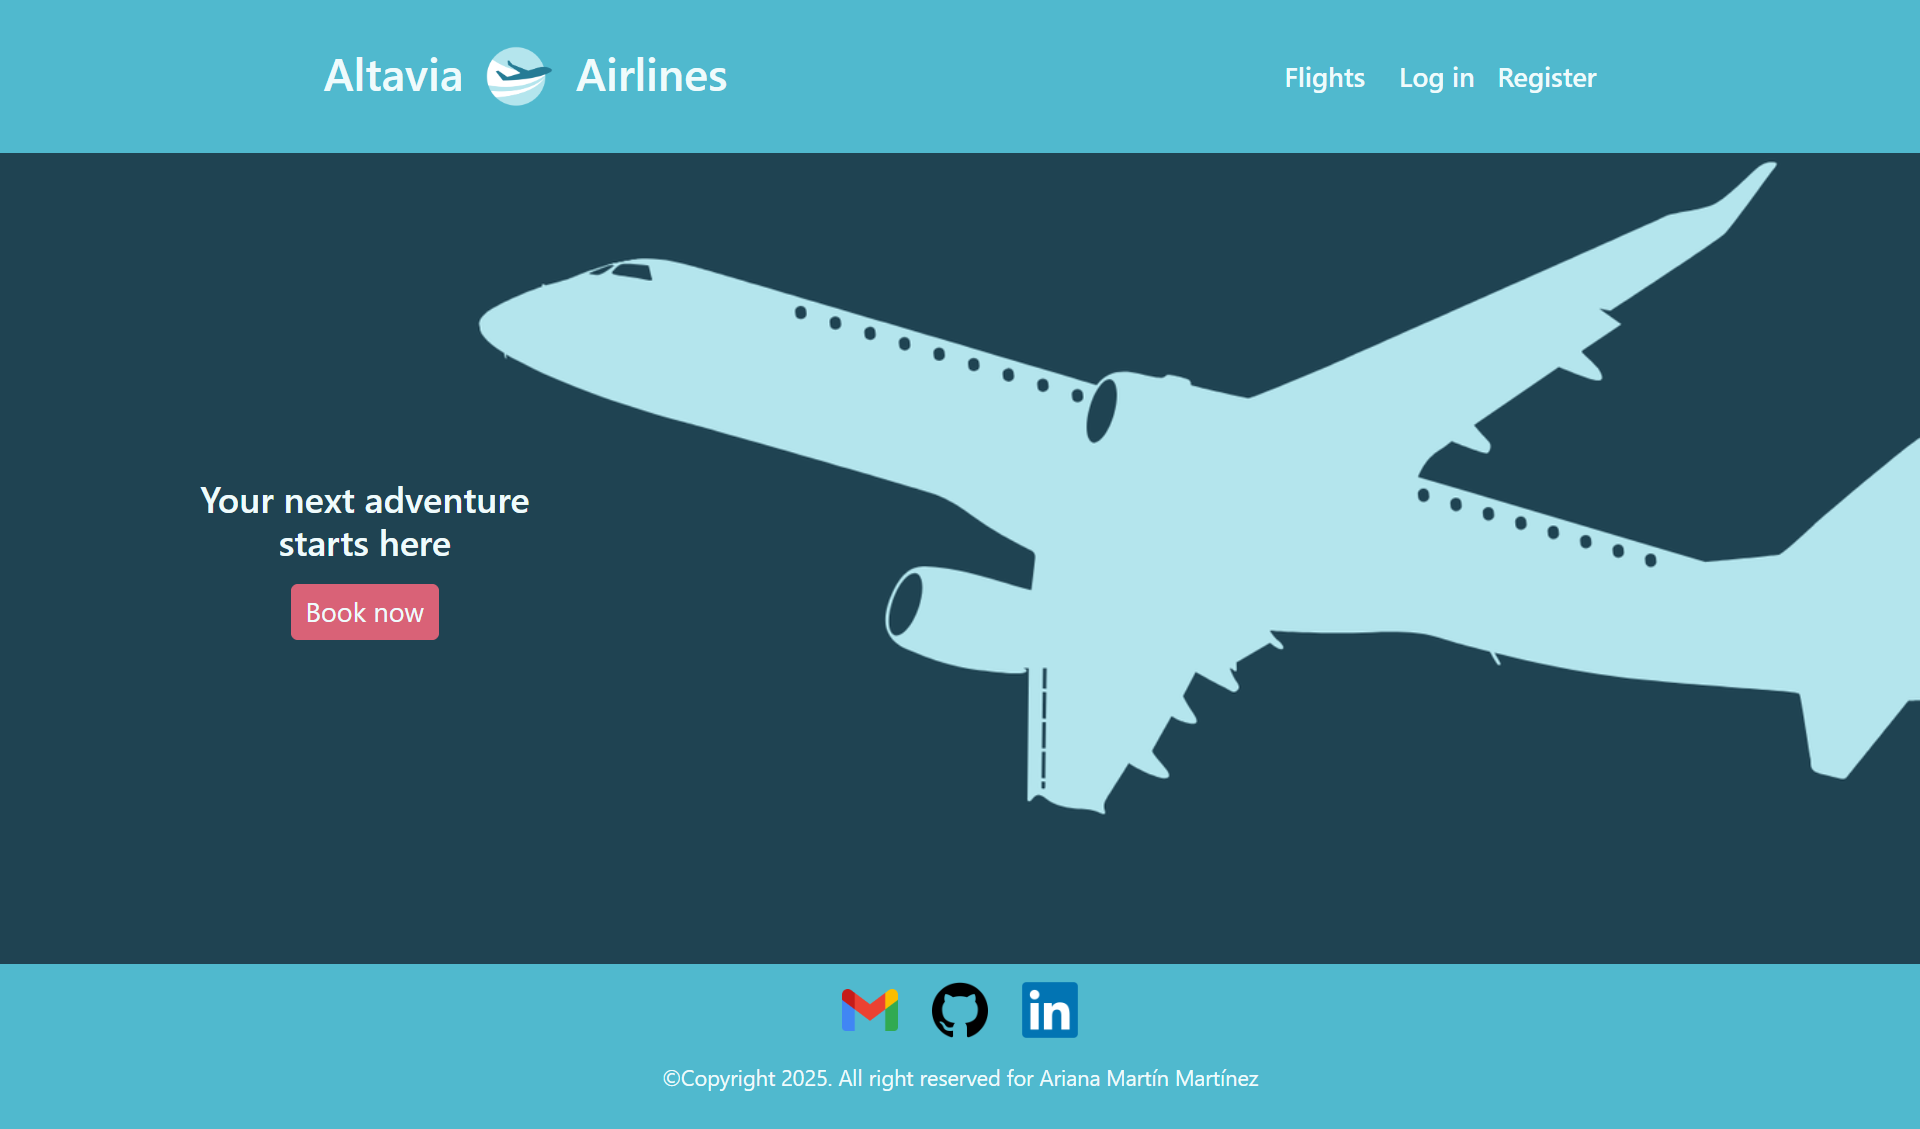 Altavia Airlines
Flights Log in Register
Your next adventure
starts here
Book now
in
©Copyright 2025. All right reserved for Ariana Martín Martínez